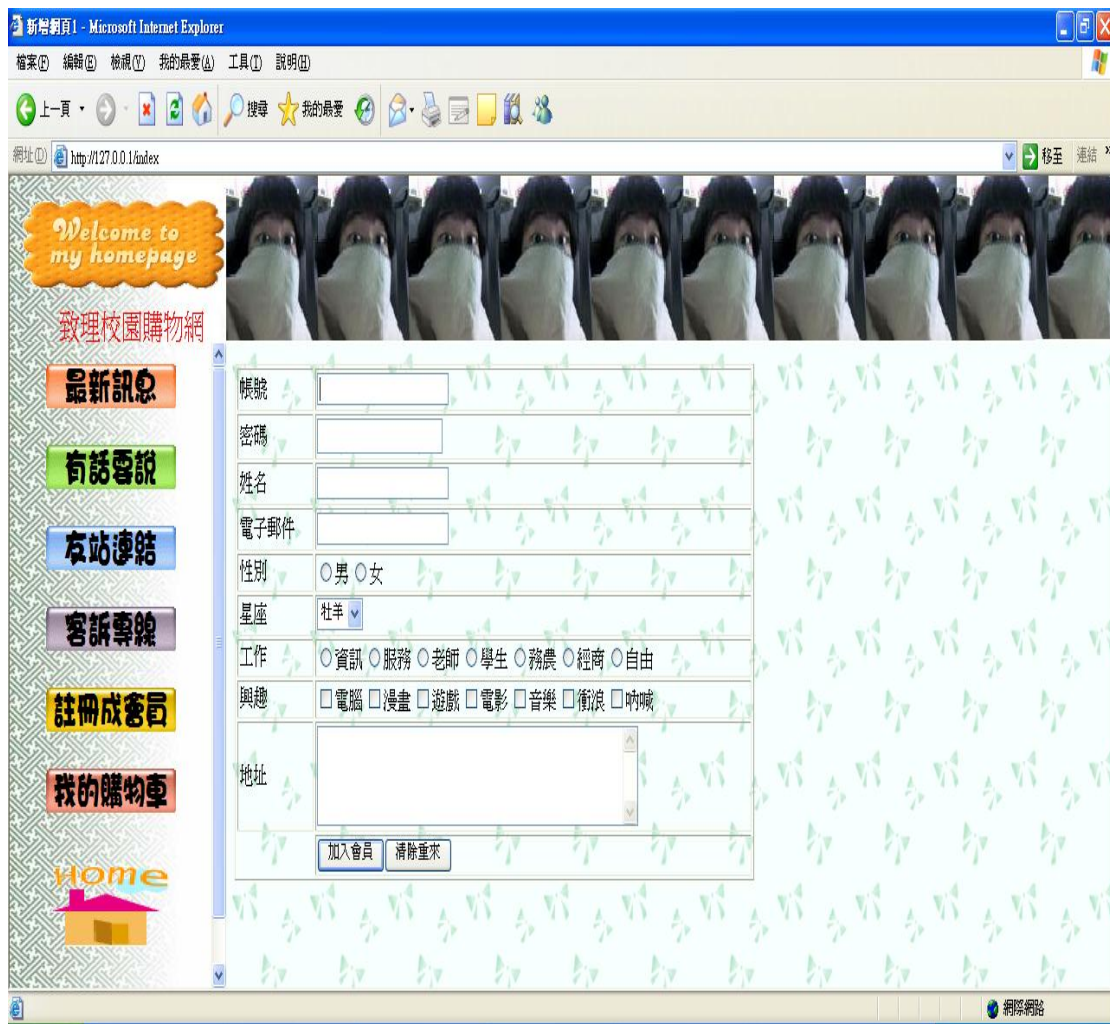 新增網頁1 - Microsoft Internet Explorer
檔案(F) 編輯(E) 檢視(V) 我的最愛(A) 工具(T) 說明(H)
上一頁 搜尋 我的最愛
網址(D) http://127.0.0.1/index 移至 連結 »
Welcome to
my homepage
致理校園購物網
最新訊息
有話要說
友站連結
客訴專線
註冊成會員
我的購物車
Home
帳號
密碼
姓名
電子郵件
性別 男 女
星座 牡羊
工作 資訊 服務 老師 學生 務農 經商 自由
興趣 電腦 漫畫 遊戲 電影 音樂 衝浪 吶喊
地址
加入會員 清除重來
網際網路